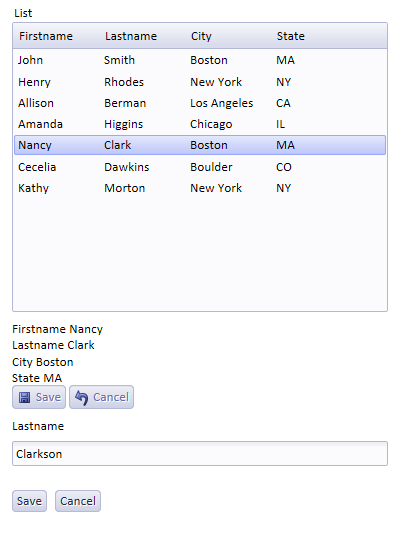 List
Firstname Lastname City State
John Smith Boston MA
Henry Rhodes New York NY
Allison Berman Los Angeles CA
Amanda Higgins Chicago IL
Nancy Clark Boston MA
Cecelia Dawkins Boulder CO
Kathy Morton New York NY
Firstname Nancy
Lastname Clark
City Boston
State MA
Save Cancel
Lastname
Clarkson
Save Cancel